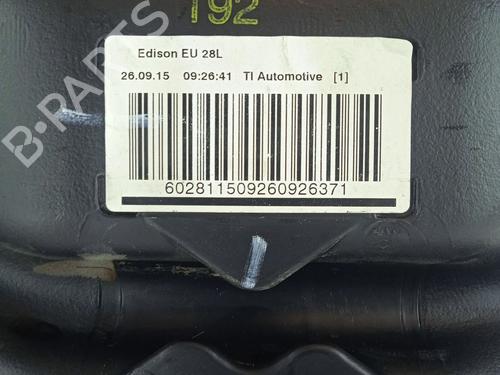 192
Edison EU 28L
26.09.15 09:26:41 TI Automotive [1]
602811509260926371
B-PARTS